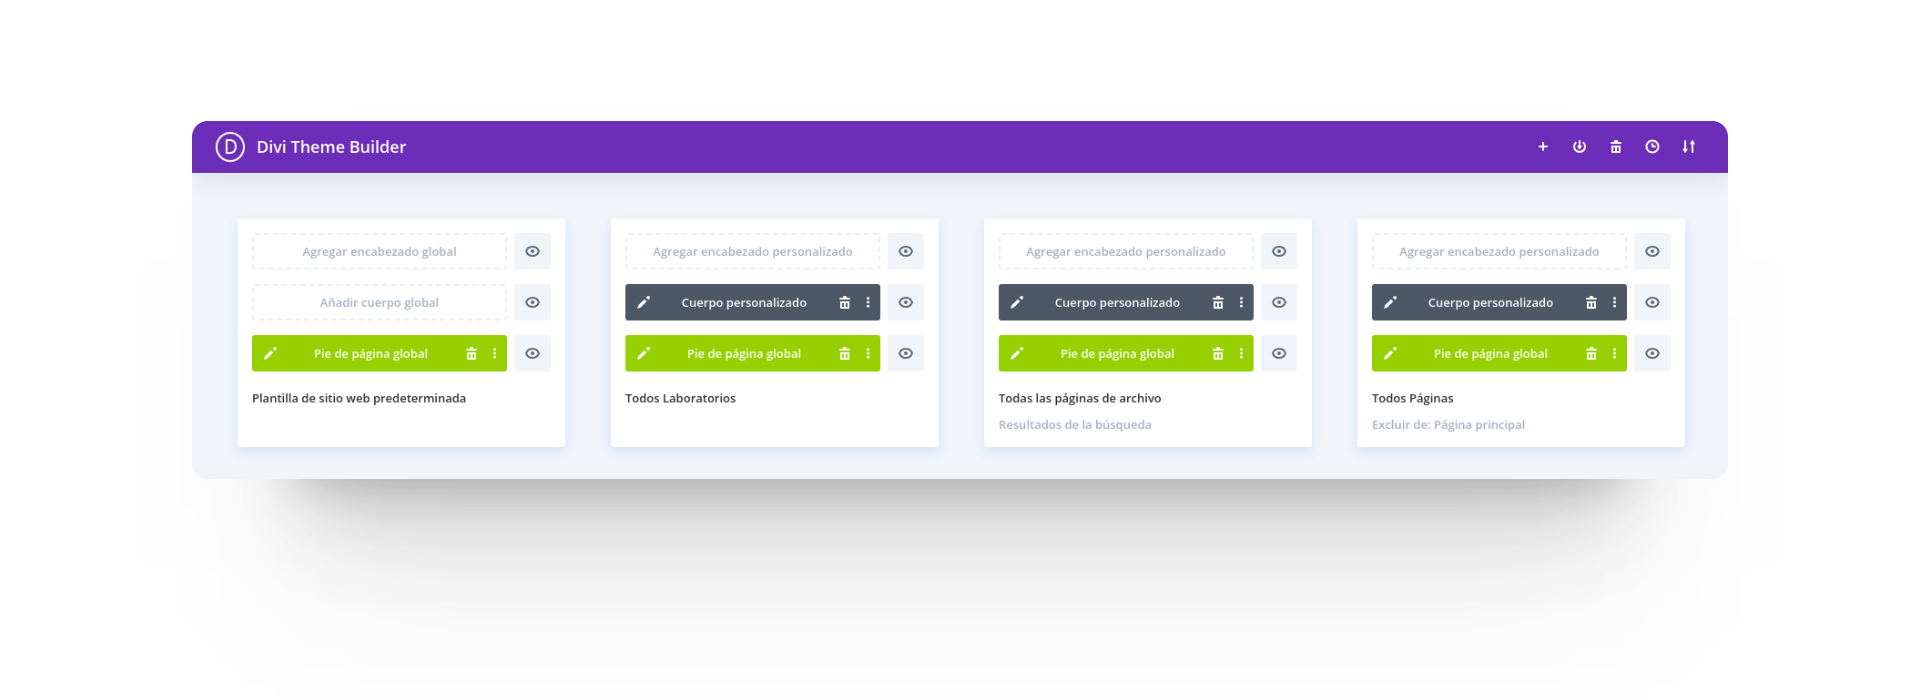 D Divi Theme Builder
Agregar encabezado global
Añadir cuerpo global
Pie de página global
Plantilla de sitio web predeterminada
Agregar encabezado personalizado
Cuerpo personalizado
Pie de página global
Todos Laboratorios
Agregar encabezado personalizado
Cuerpo personalizado
Pie de página global
Todas las páginas de archivo
Resultados de la búsqueda
Agregar encabezado personalizado
Cuerpo personalizado
Pie de página global
Todos Páginas
Excluir de: Página principal